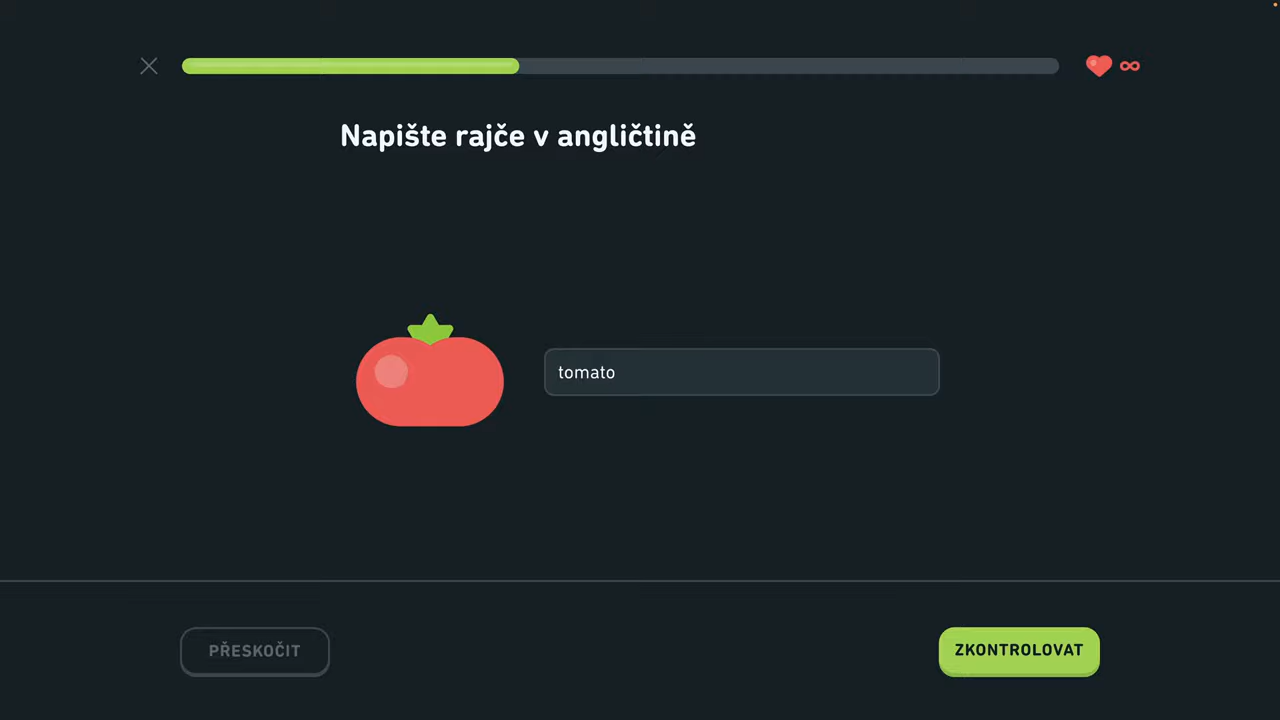 ∞
Napište rajče v angličtině
tomato
PŘESKOČIT
ZKONTROLOVAT